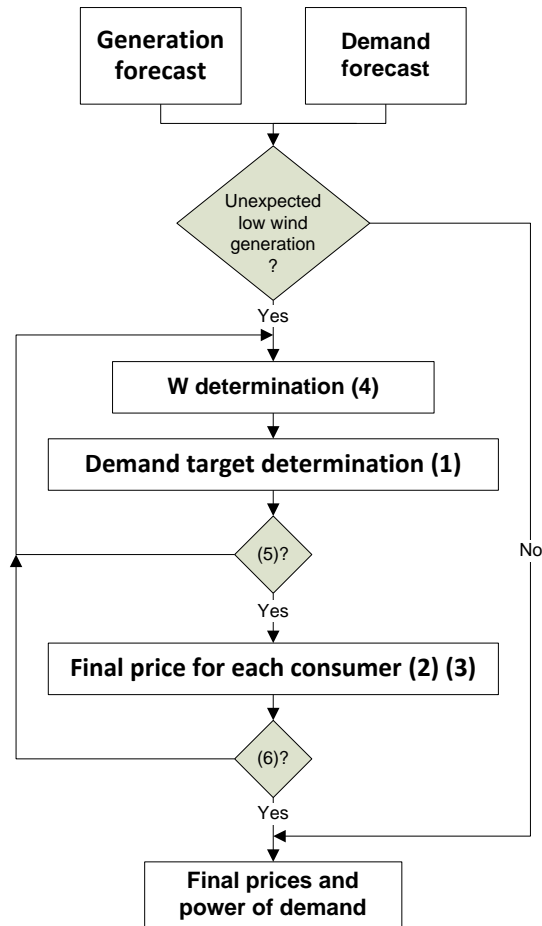 Generation
forecast
Demand
forecast
Unexpected
low wind
generation
?
Yes
W determination (4)
Demand target determination (1)
(5)?
No
Yes
Final price for each consumer (2) (3)
(6)?
Yes
Final prices and
power of demand